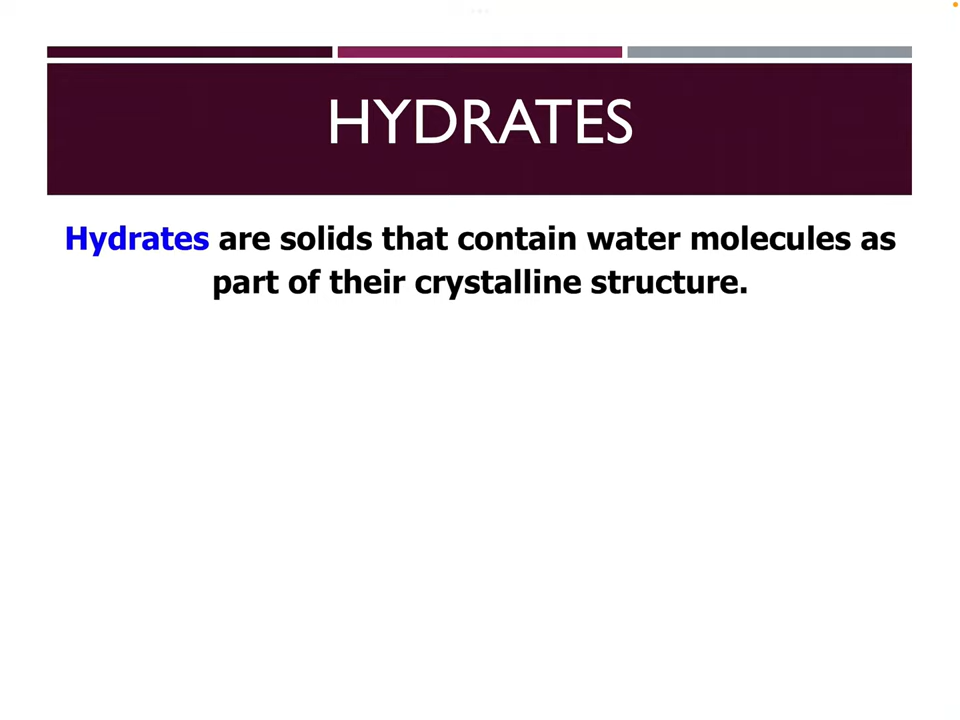 HYDRATES
Hydrates are solids that contain water molecules as
part of their crystalline structure.